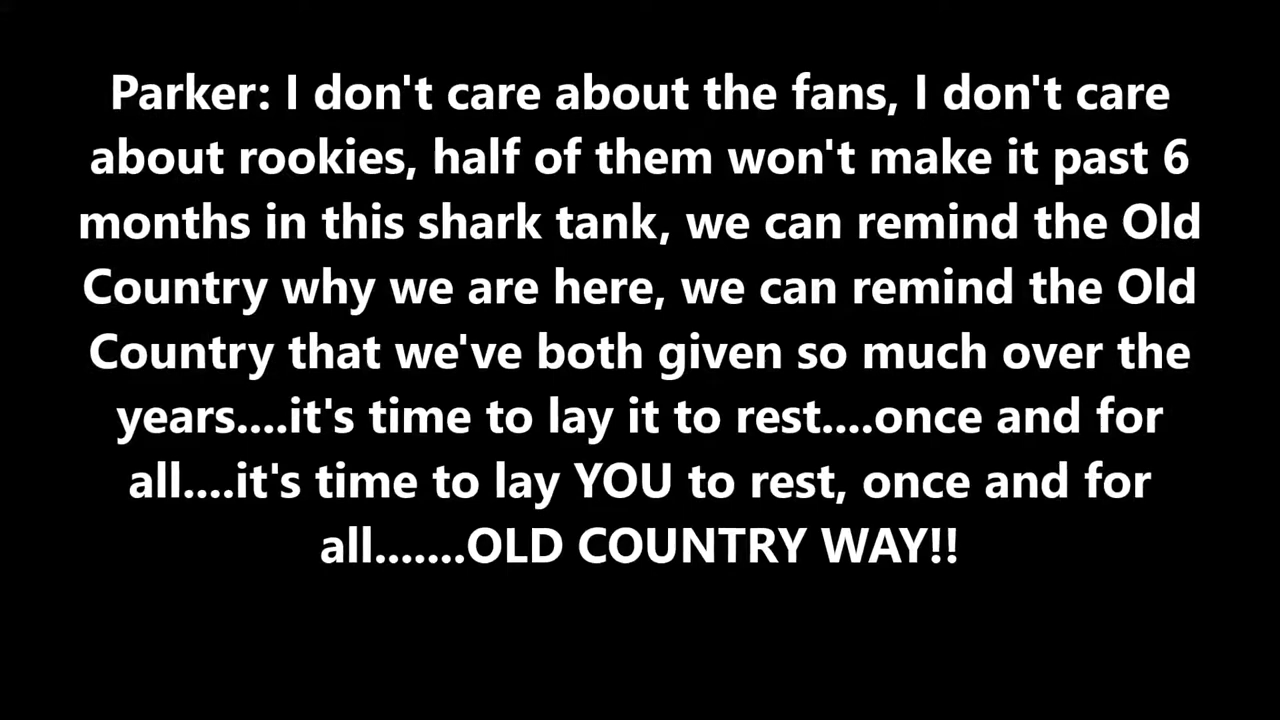 Parker: I don't care about the fans, I don't care
about rookies, half of them won't make it past 6
months in this shark tank, we can remind the Old
Country why we are here, we can remind the Old
Country that we've both given so much over the
years....it's time to lay it to rest....once and for
all....it's time to lay YOU to rest, once and for
all.......OLD COUNTRY WAY!!